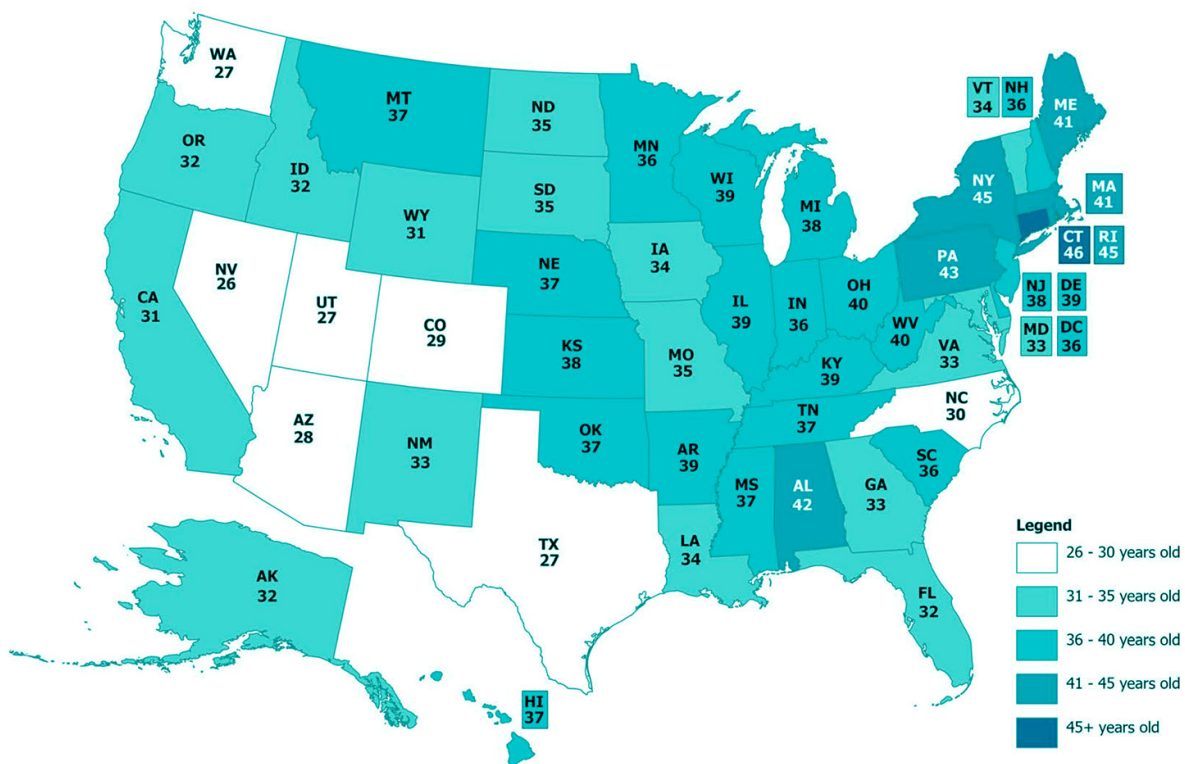 WA
27
MT
37
ND
35
VT
34
NH
36
ME
41
OR
32
ID
32
MN
36
WI
39
NY
45
MA
41
SD
35
WY
31
MI
38
CT
46
RI
45
NV
26
IA
34
PA
43
NE
37
CA
31
UT
27
CO
29
IL
39
IN
36
OH
40
NJ
38
DE
39
WV
40
MD
33
DC
36
KS
38
MO
35
KY
39
VA
33
NC
30
AZ
28
NM
33
OK
37
AR
39
TN
37
SC
36
MS
37
AL
42
GA
33
TX
27
LA
34
AK
32
FL
32
HI
37
Legend
26 - 30 years old
31 - 35 years old
36 - 40 years old
41 - 45 years old
45+ years old